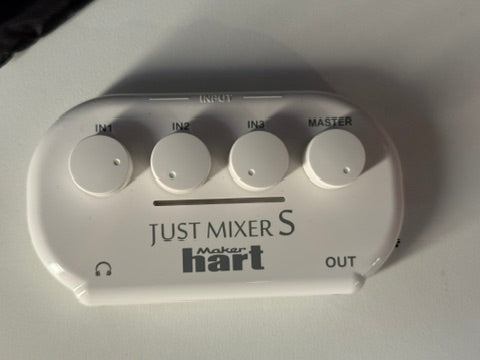 INPUT
IN1 IN2 IN3 MASTER
JUST MIXER S
Maker
hart
OUT